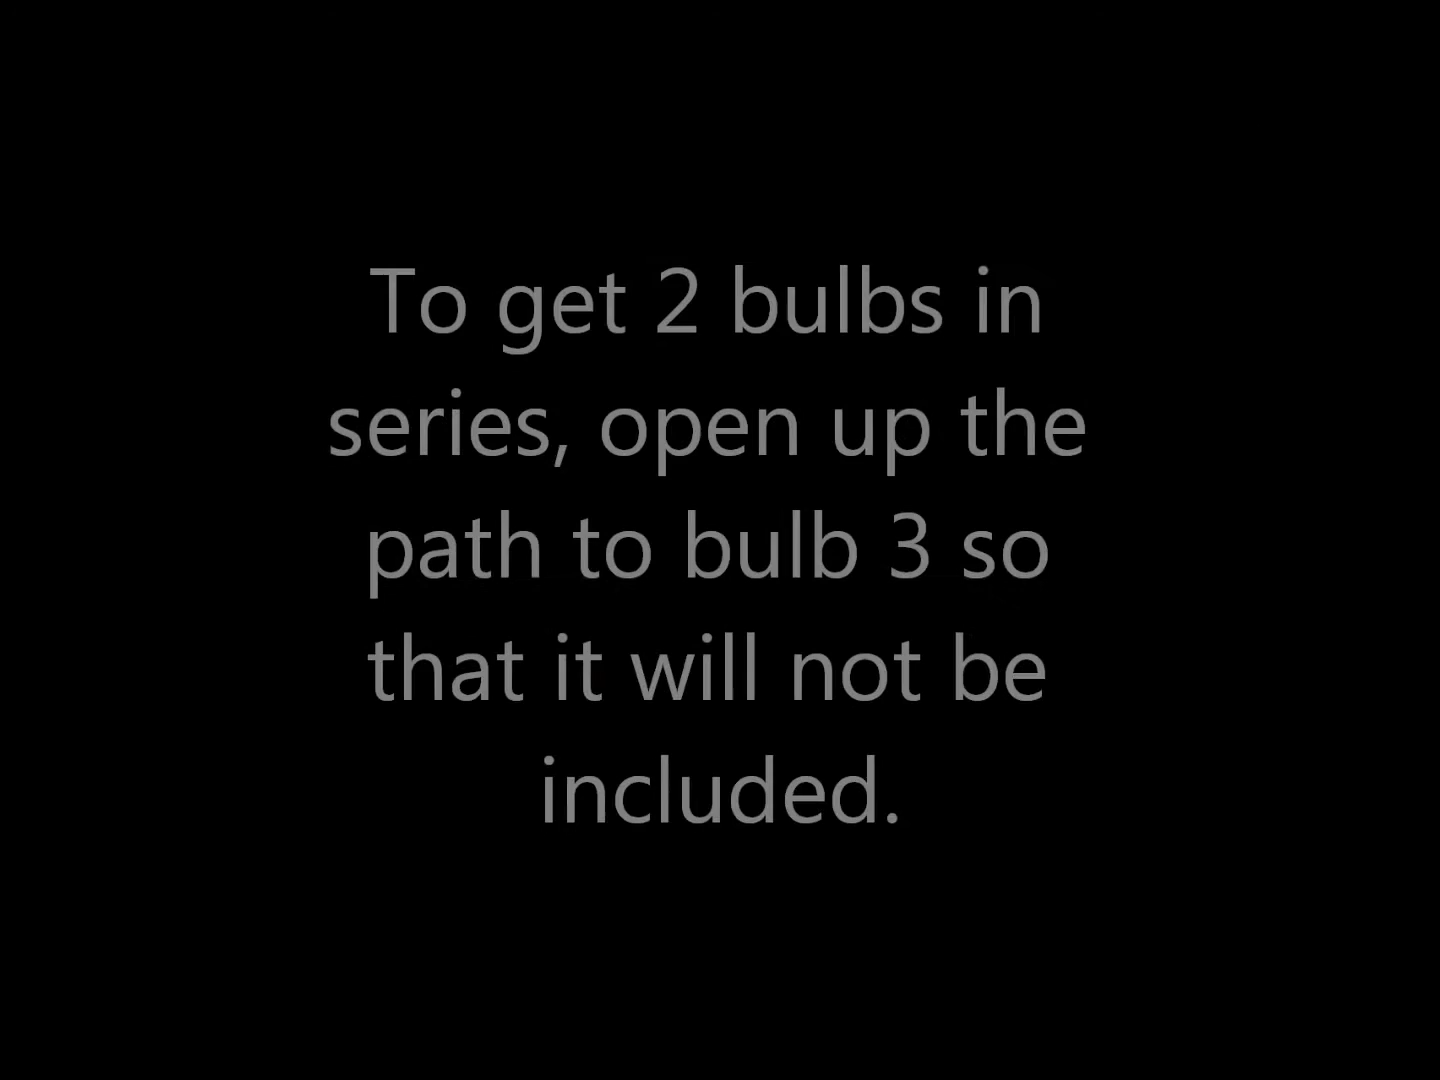 To get 2 bulbs in
series, open up the
path to bulb 3 so
that it will not be
included.